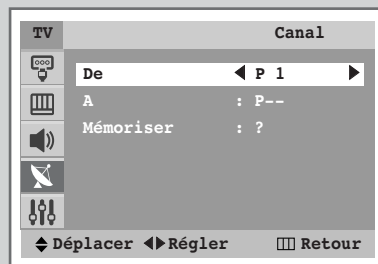 TV Canal
De ◀ P 1 ▶
A : P--
Mémoriser : ?
Déplacer Régler Retour